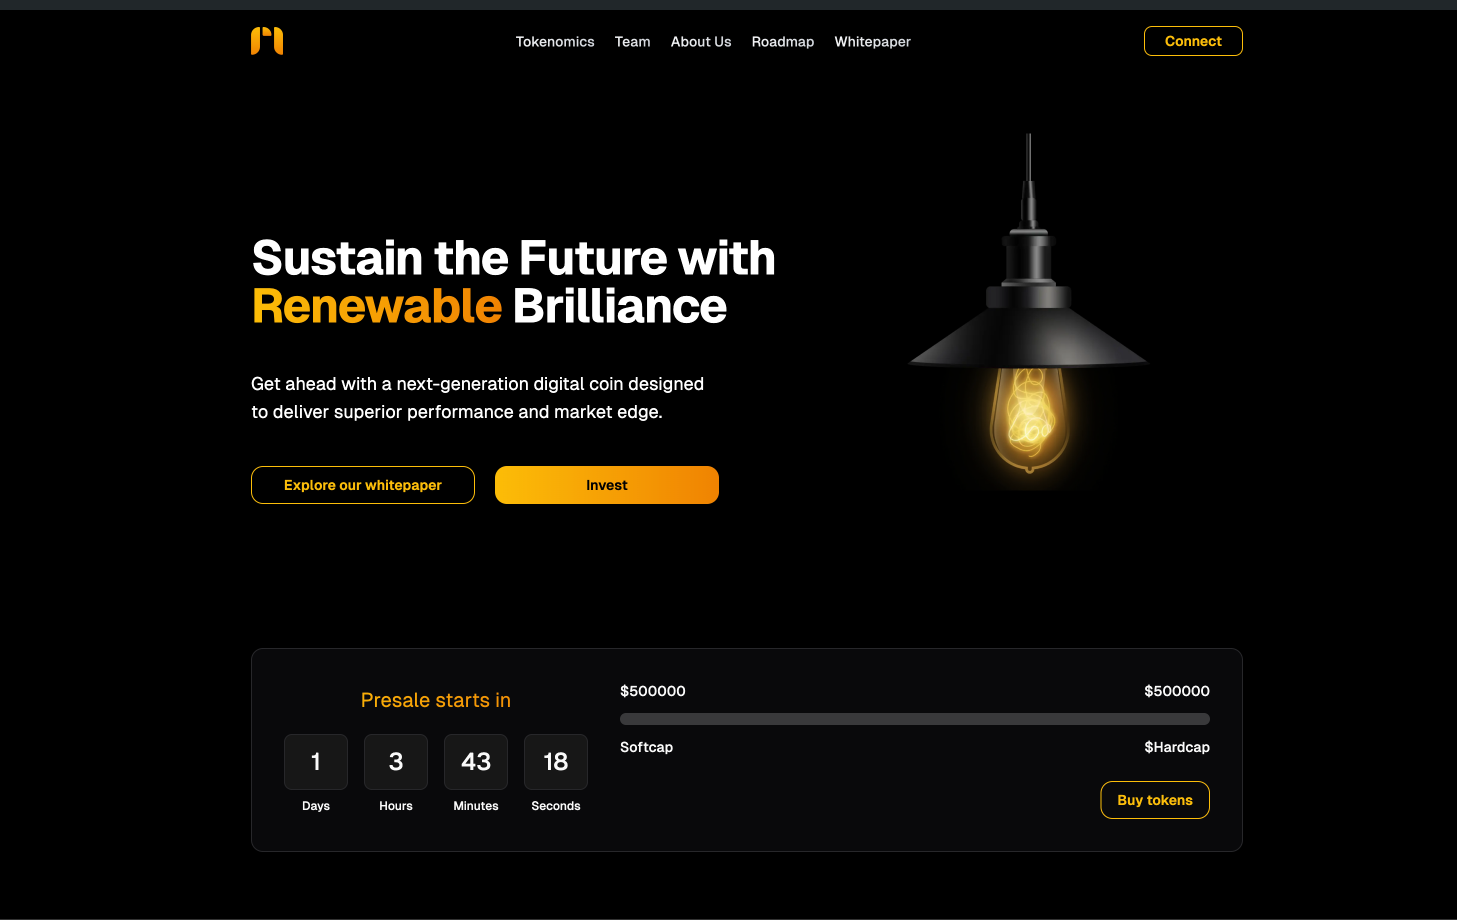 Tokenomics Team About Us Roadmap Whitepaper Connect
Sustain the Future with
Renewable Brilliance
Get ahead with a next-generation digital coin designed
to deliver superior performance and market edge.
Explore our whitepaper Invest
Presale starts in
1 3 43 18
Days Hours Minutes Seconds
$500000 $500000
Softcap $Hardcap
Buy tokens